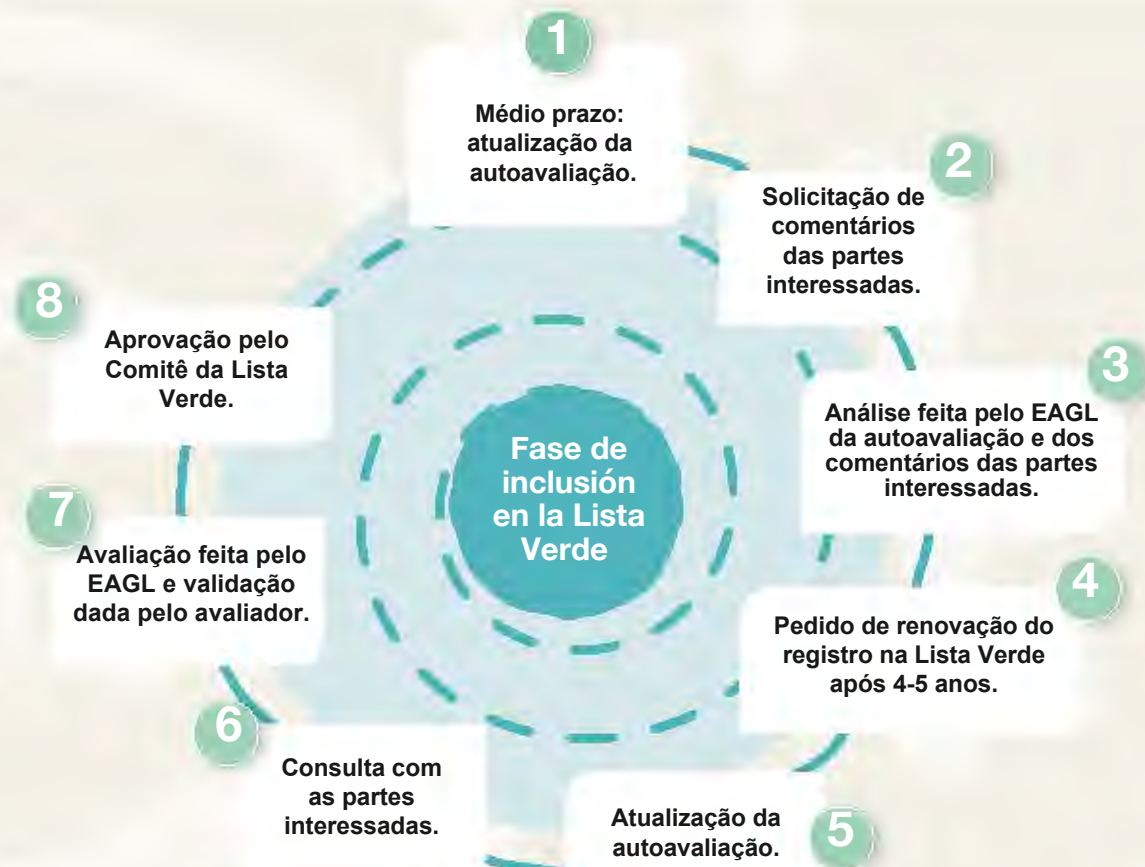 1
Médio prazo:
atualização da
autoavaliação.
2
Solicitação de
comentários
das partes
interessadas.
3
Análise feita pelo EAGL
da autoavaliação e dos
comentários das partes
interessadas.
4
Pedido de renovação do
registro na Lista Verde
após 4-5 anos.
5
Atualização da
autoavaliação.
6
Consulta com
as partes
interessadas.
7
Avaliação feita pelo
EAGL e validação
dada pelo avaliador.
8
Aprovação pelo
Comitê da Lista
Verde.
Fase de
inclusión
en la Lista
Verde